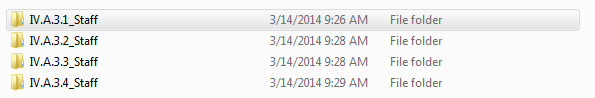 IV.A.3.1_Staff 3/14/2014 9:26 AM File folder
IV.A.3.2_Staff 3/14/2014 9:28 AM File folder
IV.A.3.3_Staff 3/14/2014 9:28 AM File folder
IV.A.3.4_Staff 3/14/2014 9:29 AM File folder